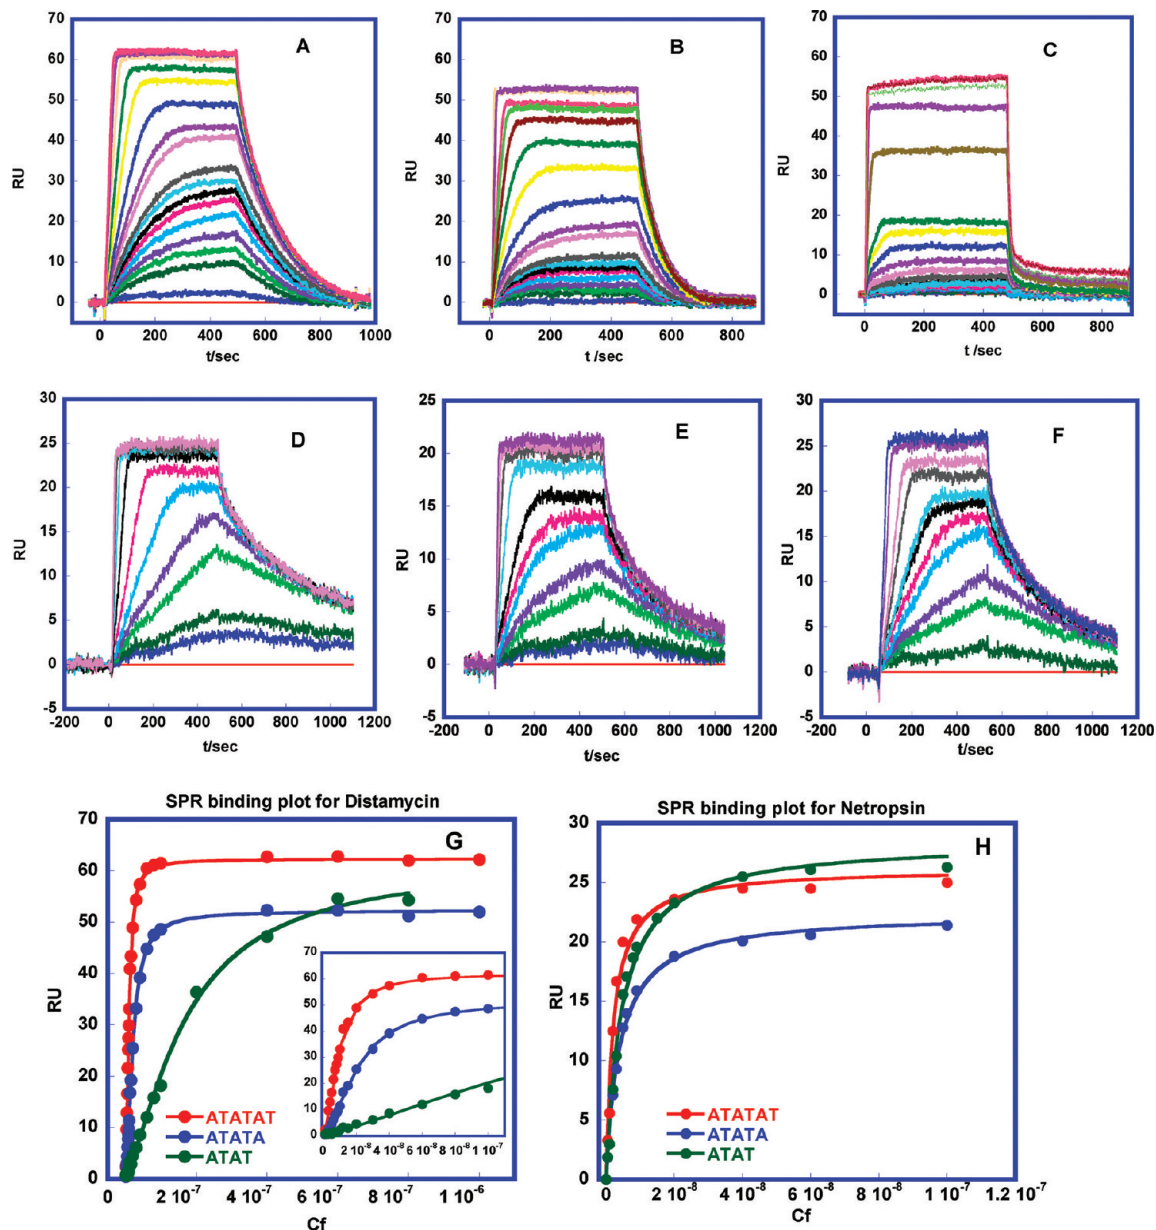 A
70
60
50
40
30
20
10
0
RU
0 200 400 600 800 1000
t/sec
B
70
60
50
40
30
20
10
0
RU
0 200 400 600 800
t /sec
C
70
60
50
40
30
20
10
0
RU
0 200 400 600 800
t /sec
D
30
25
20
15
10
5
0
-5
RU
-200 0 200 400 600 800 1000 1200
t/sec
E
25
20
15
10
5
0
-5
RU
-200 0 200 400 600 800 1000 1200
t/sec
F
30
25
20
15
10
5
0
-5
RU
-200 0 200 400 600 800 1000 1200
t/sec
SPR binding plot for Distamycin
G
70
60
50
40
30
20
10
0
RU
ATATAT
ATATA
ATAT
70
60
50
40
30
20
10
0
0 2 10⁻⁸ 4 10⁻⁸ 6 10⁻⁸ 8 10⁻⁸ 1 10⁻⁷
0 2 10⁻⁷ 4 10⁻⁷ 6 10⁻⁷ 8 10⁻⁷ 1 10⁻⁶
Cf
SPR binding plot for Netropsin
H
30
25
20
15
10
5
0
RU
ATATAT
ATATA
ATAT
0 2 10⁻⁸ 4 10⁻⁸ 6 10⁻⁸ 8 10⁻⁸ 1 10⁻⁷ 1.2 10⁻⁷
Cf